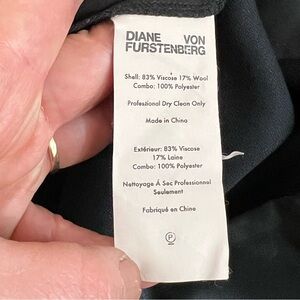 DIANE VON
FURSTENBERG
Shell: 83% Viscose 17% Wool
Combo: 100% Polyester
Professional Dry Clean Only
Made in China
Extérieur: 83% Viscose
17% Laine
Combo: 100% Polyester
Nettoyage À Sec Professionnel
Seulement
Fabriqué en Chine
P